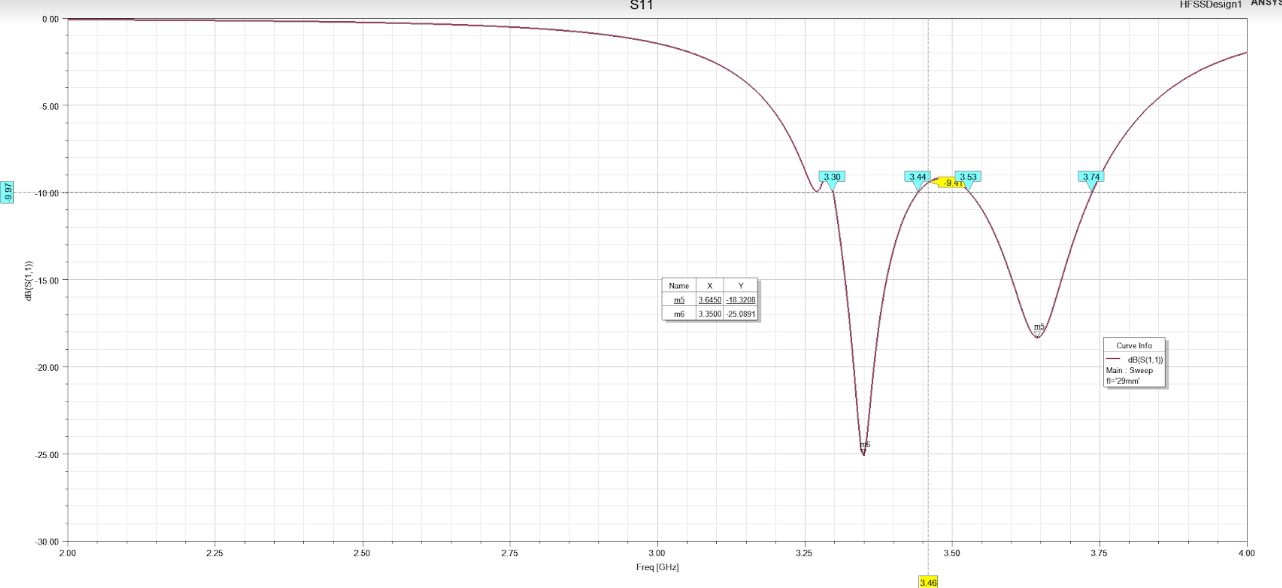 S11
HFSSDesign1
0.00
-5.00
-10.00
-15.00
-20.00
-25.00
-30.00
dB(S(1,1))
-9.97
3.30
3.44
-9.41
3.53
3.74
Name X Y
m5 3.6450 -18.3208
m6 3.3500 -25.0891
m5
m6
Curve Info
dB(S(1,1))
Main : Sweep
fl='29mm'
2.00 2.25 2.50 2.75 3.00 3.25 3.50 3.75 4.00
Freq [GHz]
3.46